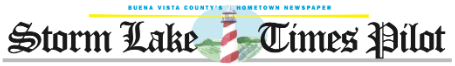 BUENA VISTA COUNTY'S HOMETOWN NEWSPAPER
Storm Lake Times Pilot